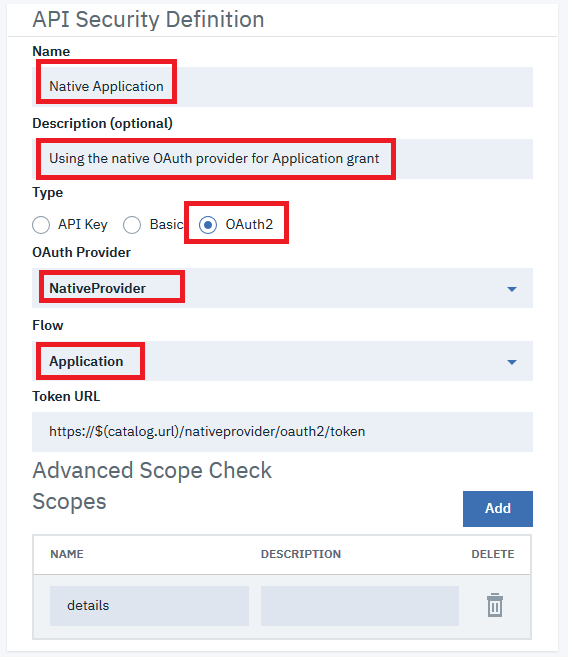 API Security Definition
Name
Native Application
Description (optional)
Using the native OAuth provider for Application grant
Type
API Key Basic OAuth2
OAuth Provider
NativeProvider
Flow
Application
Token URL
https://$(catalog.url)/nativeprovider/oauth2/token
Advanced Scope Check
Scopes
Add
NAME DESCRIPTION DELETE
details